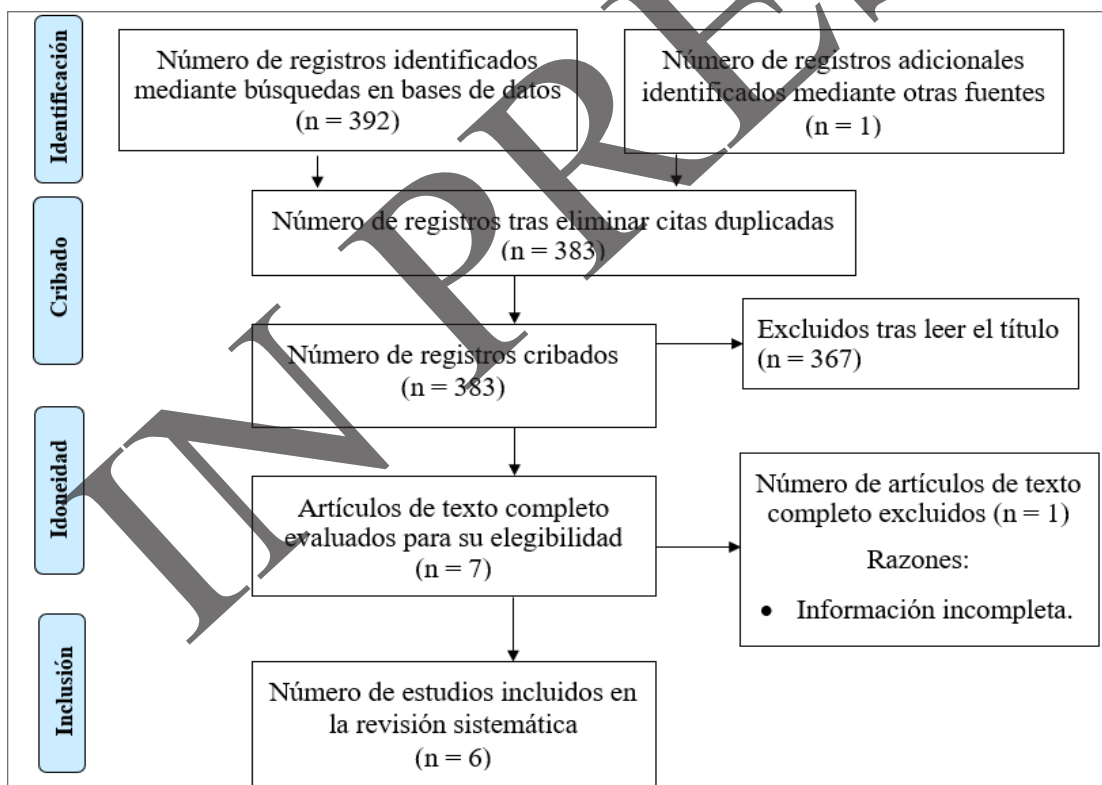 Identificación
Número de registros identificados
mediante búsquedas en bases de datos
(n = 392)
Número de registros adicionales
identificados mediante otras fuentes
(n = 1)
Cribado
Número de registros tras eliminar citas duplicadas
(n = 383)
Número de registros cribados
(n = 383)
Excluidos tras leer el título
(n = 367)
Idoneidad
Artículos de texto completo
evaluados para su elegibilidad
(n = 7)
Número de artículos de texto
completo excluidos (n = 1)
Razones:
• Información incompleta.
Inclusión
Número de estudios incluidos en
la revisión sistemática
(n = 6)
IN PRE